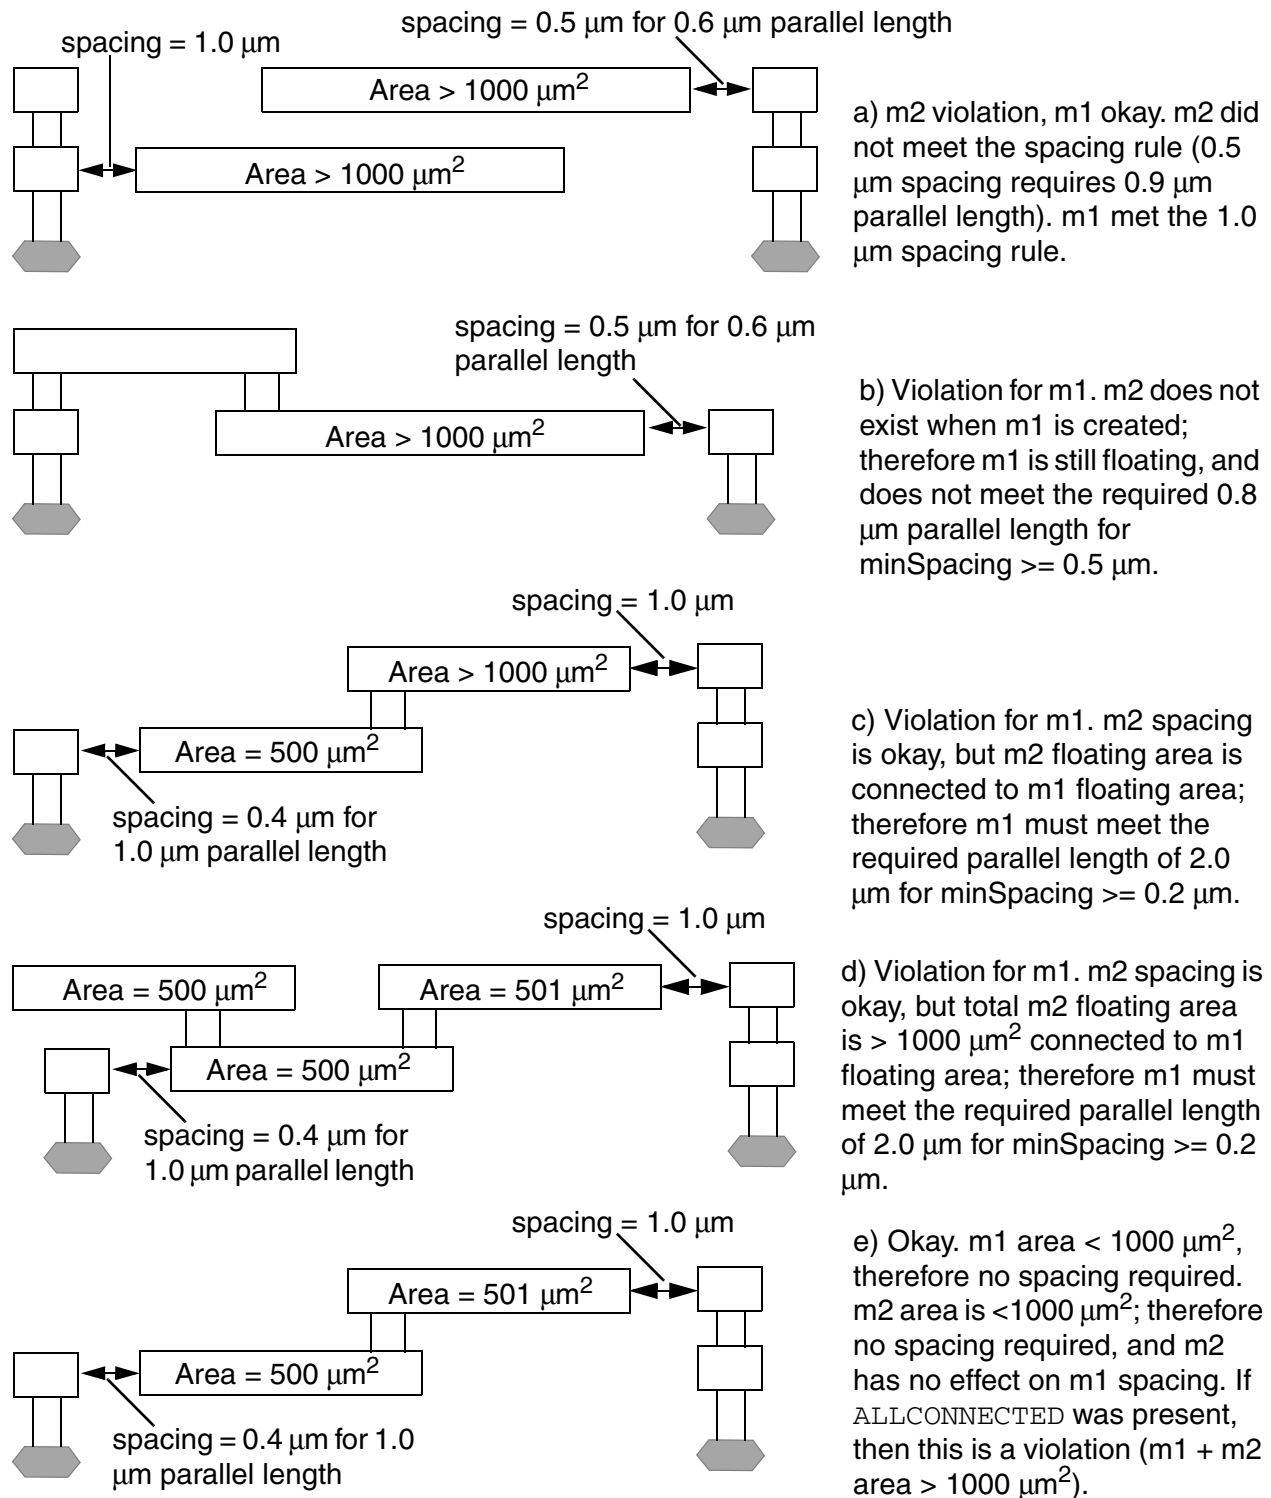 spacing = 0.5 μm for 0.6 μm parallel length
spacing = 1.0 μm
Area > 1000 μm²
Area > 1000 μm²
a) m2 violation, m1 okay. m2 did
not meet the spacing rule (0.5
μm spacing requires 0.9 μm
parallel length). m1 met the 1.0
μm spacing rule.
spacing = 0.5 μm for 0.6 μm
parallel length
Area > 1000 μm²
b) Violation for m1. m2 does not
exist when m1 is created;
therefore m1 is still floating, and
does not meet the required 0.8
μm parallel length for
minSpacing >= 0.5 μm.
spacing = 1.0 μm
Area > 1000 μm²
Area = 500 μm²
spacing = 0.4 μm for
1.0 μm parallel length
c) Violation for m1. m2 spacing
is okay, but m2 floating area is
connected to m1 floating area;
therefore m1 must meet the
required parallel length of 2.0
μm for minSpacing >= 0.2 μm.
spacing = 1.0 μm
Area = 500 μm²
Area = 501 μm²
Area = 500 μm²
spacing = 0.4 μm for
1.0 μm parallel length
d) Violation for m1. m2 spacing is
okay, but total m2 floating area
is > 1000 μm² connected to m1
floating area; therefore m1 must
meet the required parallel length
of 2.0 μm for minSpacing >= 0.2
μm.
spacing = 1.0 μm
Area = 501 μm²
Area = 500 μm²
spacing = 0.4 μm for 1.0
μm parallel length
e) Okay. m1 area < 1000 μm²,
therefore no spacing required.
m2 area is <1000 μm²; therefore
no spacing required, and m2
has no effect on m1 spacing. If
ALLCONNECTED was present,
then this is a violation (m1 + m2
area > 1000 μm²).